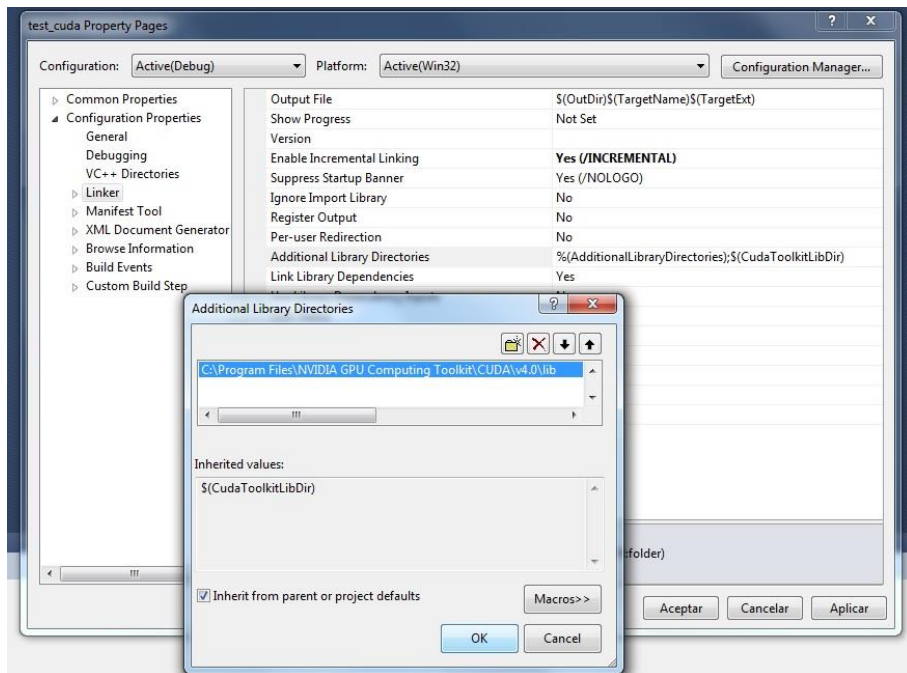 test_cuda Property Pages
Configuration: Active(Debug) Platform: Active(Win32) Configuration Manager...
Common Properties
Configuration Properties
General
Debugging
VC++ Directories
Linker
Manifest Tool
XML Document Generator
Browse Information
Build Events
Custom Build Step
Output File $(OutDir)$(TargetName)$(TargetExt)
Show Progress Not Set
Version
Enable Incremental Linking Yes (/INCREMENTAL)
Suppress Startup Banner Yes (/NOLOGO)
Ignore Import Library No
Register Output No
Per-user Redirection No
Additional Library Directories %(AdditionalLibraryDirectories);$(CudaToolkitLibDir)
Link Library Dependencies Yes
Additional Library Directories
C:\Program Files\NVIDIA GPU Computing Toolkit\CUDA\v4.0\lib
Inherited values:
$(CudaToolkitLibDir)
:folder)
Inherit from parent or project defaults
Macros>>
OK Cancel
Aceptar Cancelar Aplicar